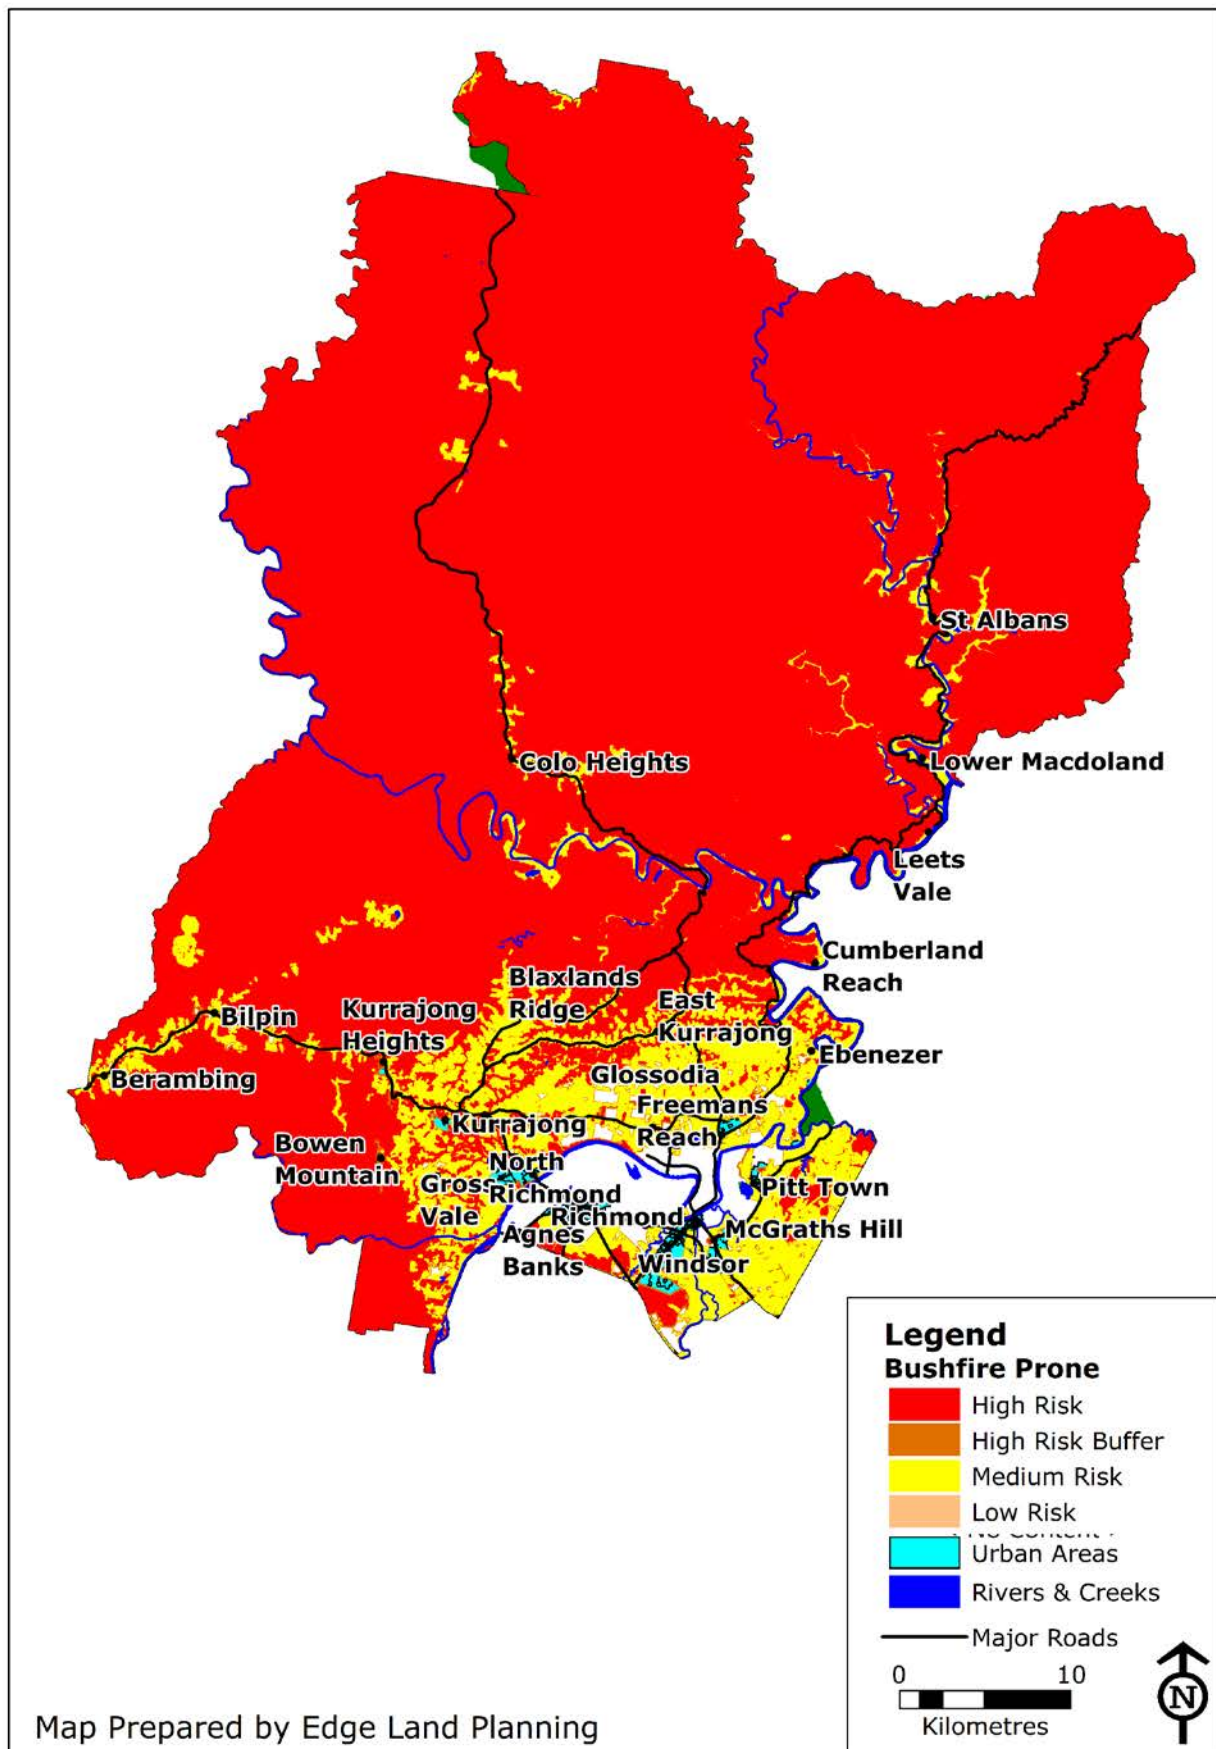 St Albans
Colo Heights
Lower Macdoland
Leets
Vale
Cumberland
Reach
Blaxlands
Ridge
East
Kurrajong
Kurrajong
Heights
Bilpin
Berambing
Ebenezer
Glossodia
Freemans
Reach
Kurrajong
Bowen
Mountain
North
Richmond
Gross
Vale
Pitt Town
Richmond
McGraths Hill
Agnes
Banks
Windsor
Legend
Bushfire Prone
High Risk
High Risk Buffer
Medium Risk
Low Risk
No Content
Urban Areas
Rivers & Creeks
Major Roads
0 10
Kilometres
N
Map Prepared by Edge Land Planning